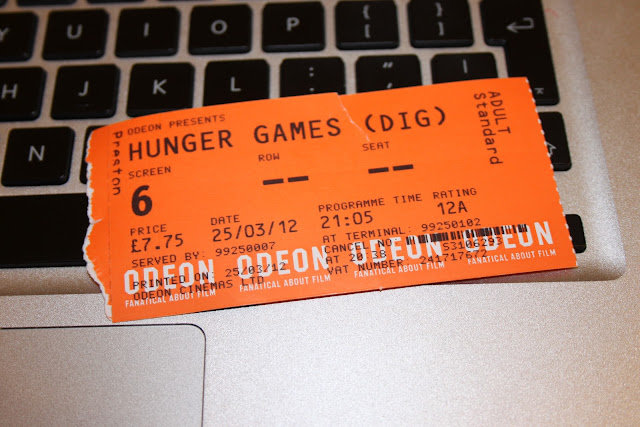 Y U I O P { [ } ]
H J K L : ; " '
N M
ODEON PRESENTS
Preston
HUNGER GAMES (DIG)
ADULT
Standard
SCREEN ROW SEAT
6 -- --
PRICE DATE PROGRAMME TIME RATING
£7.75 25/03/12 21:05 12A
SERVED BY: 99250007 AT TERMINAL: 99250102
CANCEL NO:
PRINTED ON: 25/03/12 AT 20:38
ODEON CINEMAS LTD. VAT NUMBER
ODEON ODEON ODEON ODEON
FANATICAL ABOUT FILM FANATICAL ABOUT FILM FANATICAL ABOUT FILM FANATICAL ABOUT FILM